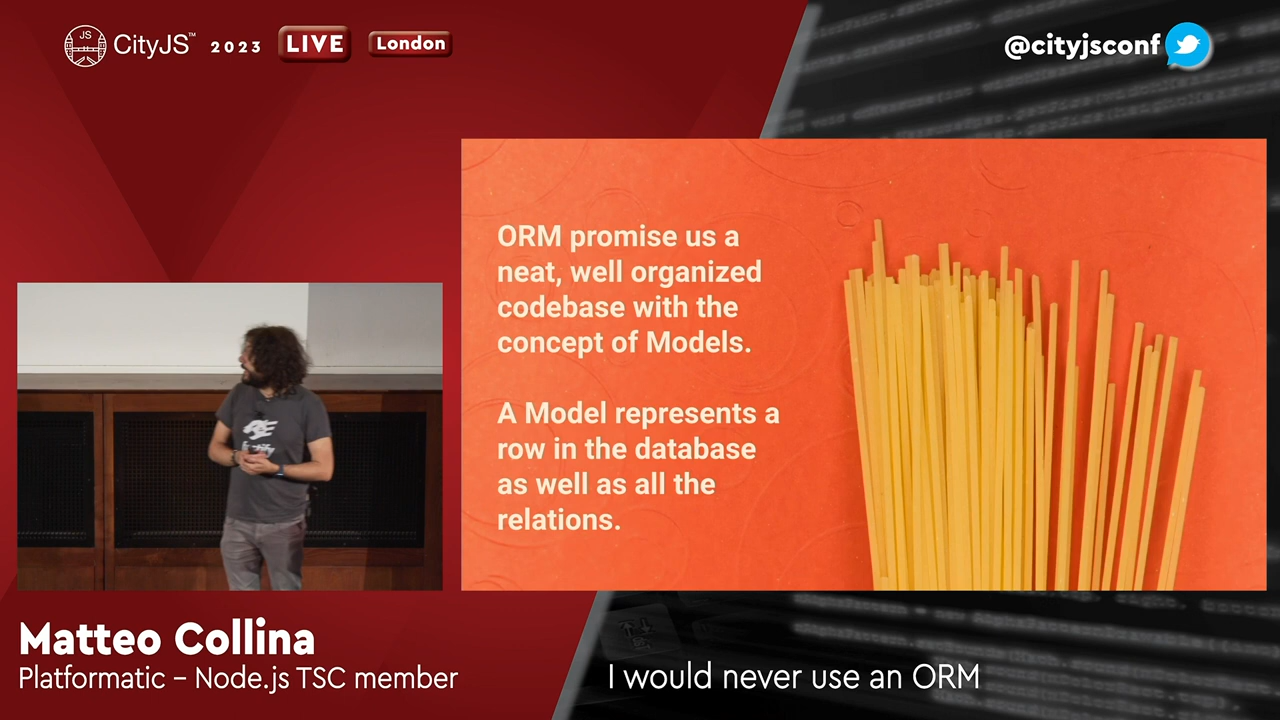 JS
CityJS™ 2023 LIVE London
@cityjsconf
ORM promise us a
neat, well organized
codebase with the
concept of Models.
A Model represents a
row in the database
as well as all the
relations.
Matteo Collina
Platformatic – Node.js TSC member
I would never use an ORM